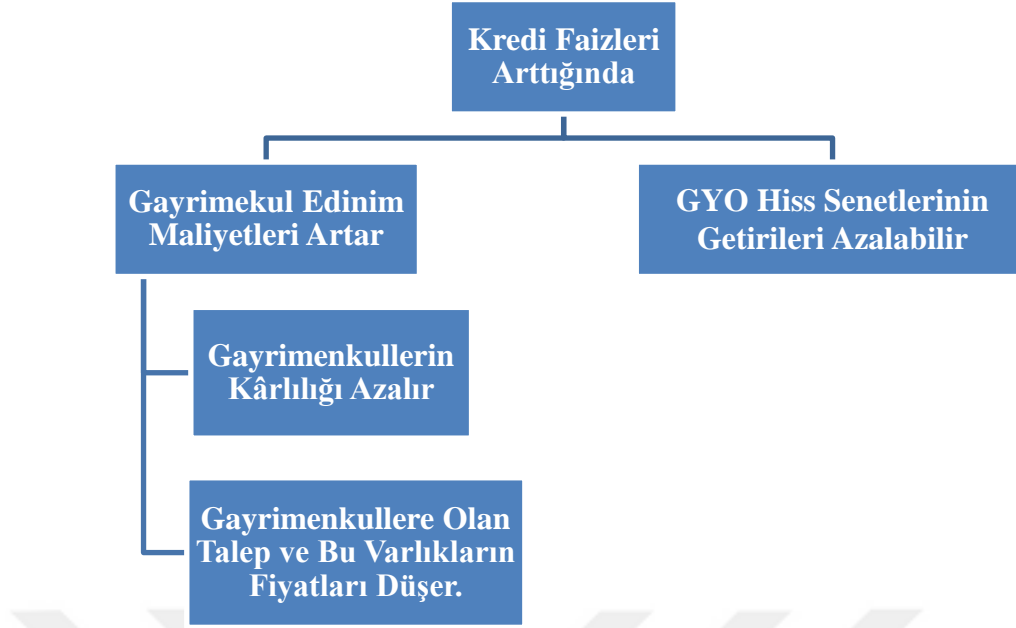 Kredi Faizleri
Arttığında
Gayrimekul Edinim
Maliyetleri Artar
GYO Hiss Senetlerinin
Getirileri Azalabilir
Gayrimenkullerin
Kârlılığı Azalır
Gayrimenkullere Olan
Talep ve Bu Varlıkların
Fiyatları Düşer.